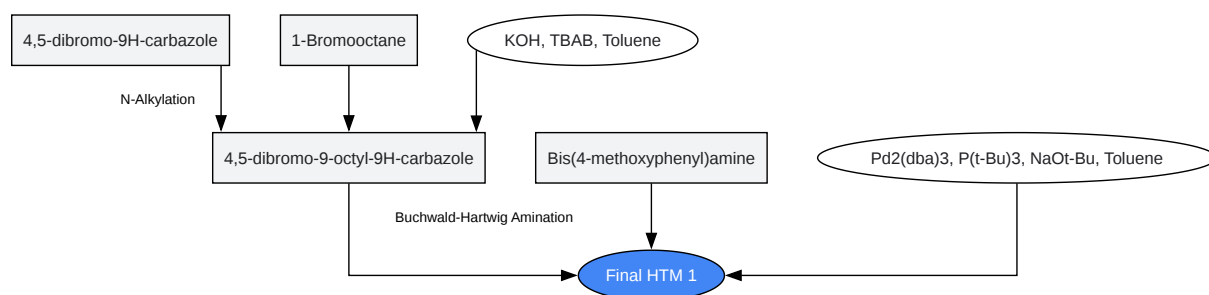 4,5-dibromo-9H-carbazole
1-Bromooctane
KOH, TBAB, Toluene
N-Alkylation
4,5-dibromo-9-octyl-9H-carbazole
Bis(4-methoxyphenyl)amine
Pd2(dba)3, P(t-Bu)3, NaOt-Bu, Toluene
Buchwald-Hartwig Amination
Final HTM 1